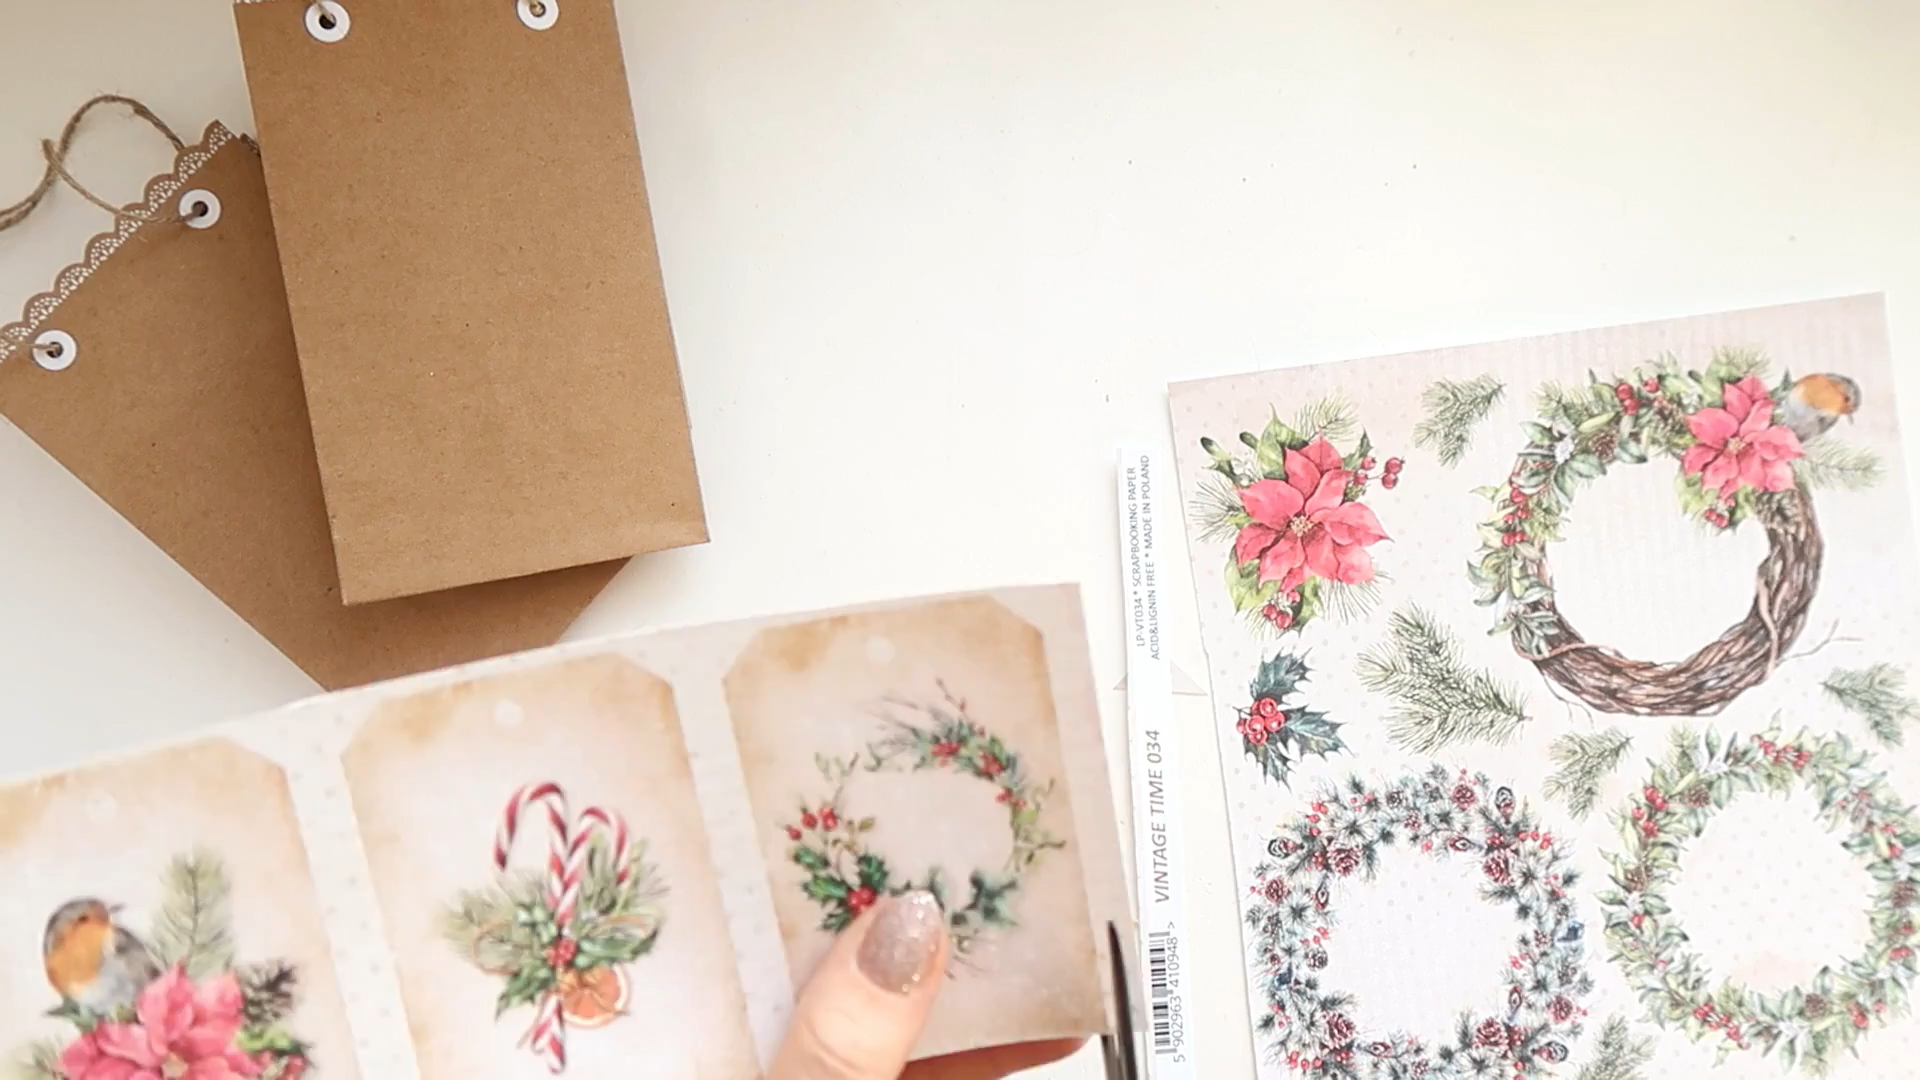 LP-VT034 * SCRAPBOOKING PAPER
ACID&LIGNIN FREE * MADE IN POLAND
VINTAGE TIME 034
5 902963 410948 >